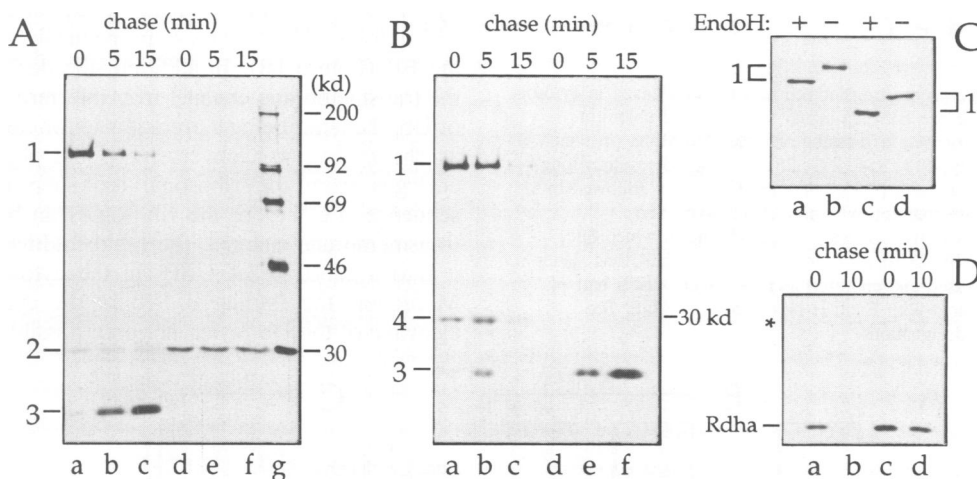 A
chase (min)
0 5 15 0 5 15
(kd)
200
1
92
69
46
2
30
3
a b c d e f g
B
chase (min)
0 5 15 0 5 15
1
4
30 kd
3
a b c d e f
EndoH: + − + −
C
1
1
a b c d
chase (min)
0 10 0 10
D
*
Rdha
a b c d